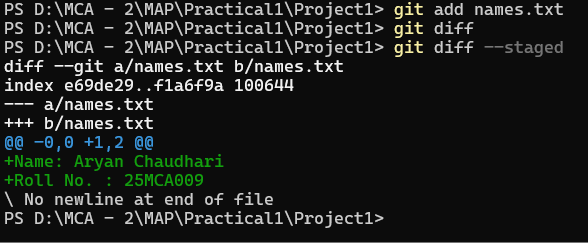 PS D:\MCA - 2\MAP\Practical1\Project1> git add names.txt
PS D:\MCA - 2\MAP\Practical1\Project1> git diff
PS D:\MCA - 2\MAP\Practical1\Project1> git diff --staged
diff --git a/names.txt b/names.txt
index e69de29..f1a6f9a 100644
--- a/names.txt
+++ b/names.txt
@@ -0,0 +1,2 @@
+Name: Aryan Chaudhari
+Roll No. : 25MCA009
\ No newline at end of file
PS D:\MCA - 2\MAP\Practical1\Project1>